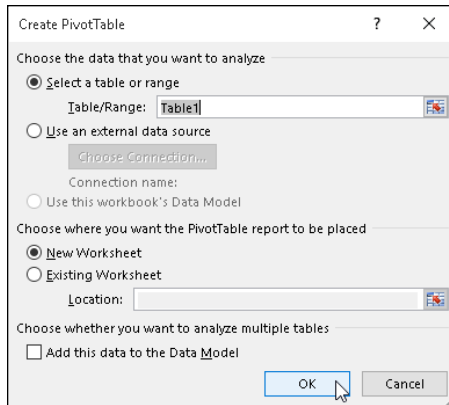 Create PivotTable ? ×
Choose the data that you want to analyze
Select a table or range
Table/Range: Table1
Use an external data source
Choose Connection...
Connection name:
Use this workbook's Data Model
Choose where you want the PivotTable report to be placed
New Worksheet
Existing Worksheet
Location:
Choose whether you want to analyze multiple tables
Add this data to the Data Model
OK Cancel